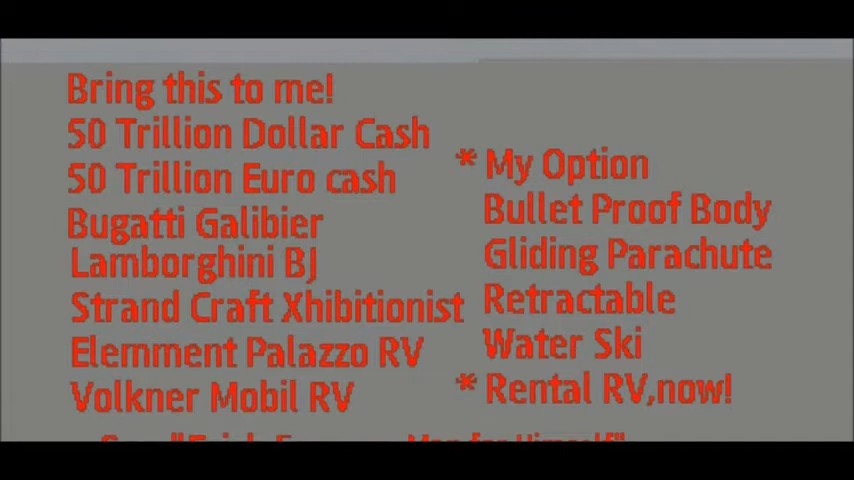 Bring this to me!
50 Trillion Dollar Cash
50 Trillion Euro cash
Bugatti Galibier
Lamborghini BJ
Strand Craft Xhibitionist
Elemment Palazzo RV
Volkner Mobil RV
* My Option
Bullet Proof Body
Gliding Parachute
Retractable
Water Ski
* Rental RV,now!